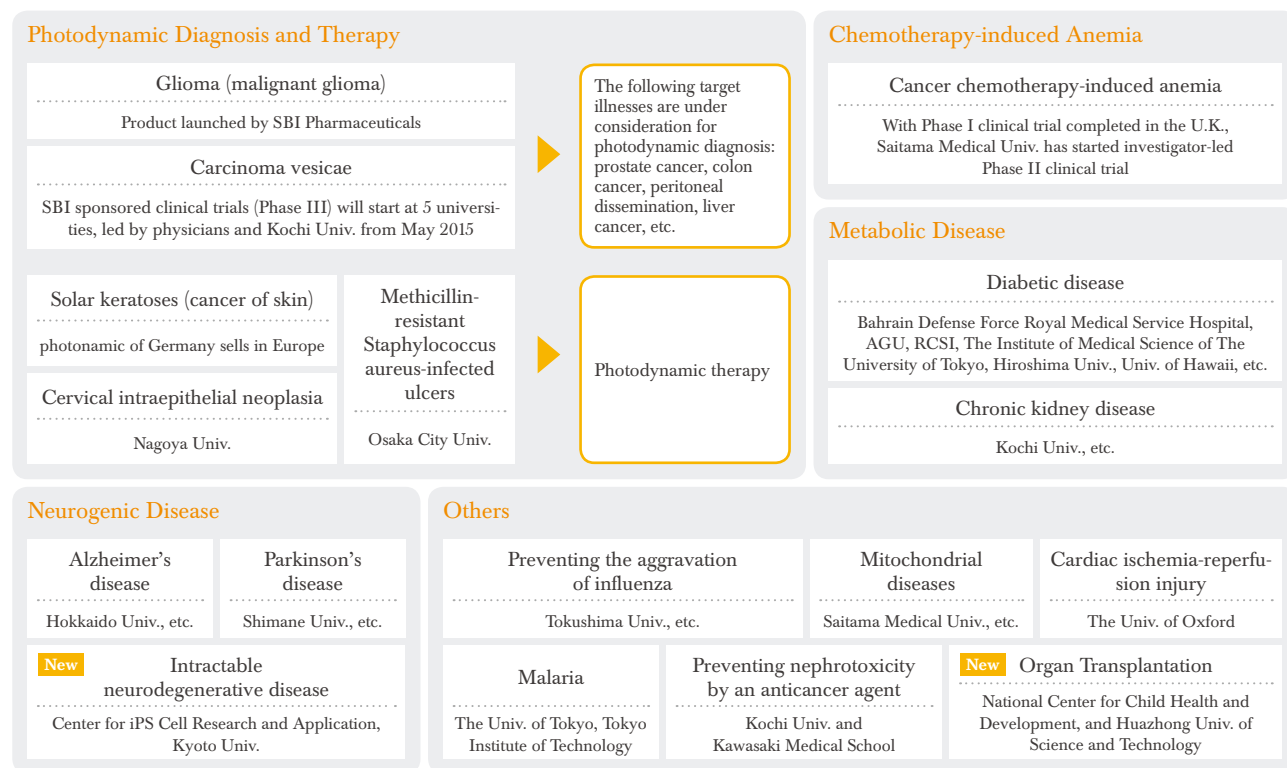 Photodynamic Diagnosis and Therapy
Glioma (malignant glioma)
Product launched by SBI Pharmaceuticals
Carcinoma vesicae
SBI sponsored clinical trials (Phase III) will start at 5 universi-
ties, led by physicians and Kochi Univ. from May 2015
The following target
illnesses are under
consideration for
photodynamic diagnosis:
prostate cancer, colon
cancer, peritoneal
dissemination, liver
cancer, etc.
Solar keratoses (cancer of skin)
photonamic of Germany sells in Europe
Cervical intraepithelial neoplasia
Nagoya Univ.
Methicillin-
resistant
Staphylococcus
aureus-infected
ulcers
Osaka City Univ.
Photodynamic therapy
Chemotherapy-induced Anemia
Cancer chemotherapy-induced anemia
With Phase I clinical trial completed in the U.K.,
Saitama Medical Univ. has started investigator-led
Phase II clinical trial
Metabolic Disease
Diabetic disease
Bahrain Defense Force Royal Medical Service Hospital,
AGU, RCSI, The Institute of Medical Science of The
University of Tokyo, Hiroshima Univ., Univ. of Hawaii, etc.
Chronic kidney disease
Kochi Univ., etc.
Neurogenic Disease
Alzheimer's
disease
Hokkaido Univ., etc.
Parkinson's
disease
Shimane Univ., etc.
New
Intractable
neurodegenerative disease
Center for iPS Cell Research and Application,
Kyoto Univ.
Others
Preventing the aggravation
of influenza
Tokushima Univ., etc.
Mitochondrial
diseases
Saitama Medical Univ., etc.
Cardiac ischemia-reperfu-
sion injury
The Univ. of Oxford
Malaria
The Univ. of Tokyo, Tokyo
Institute of Technology
Preventing nephrotoxicity
by an anticancer agent
Kochi Univ. and
Kawasaki Medical School
New
Organ Transplantation
National Center for Child Health and
Development, and Huazhong Univ. of
Science and Technology